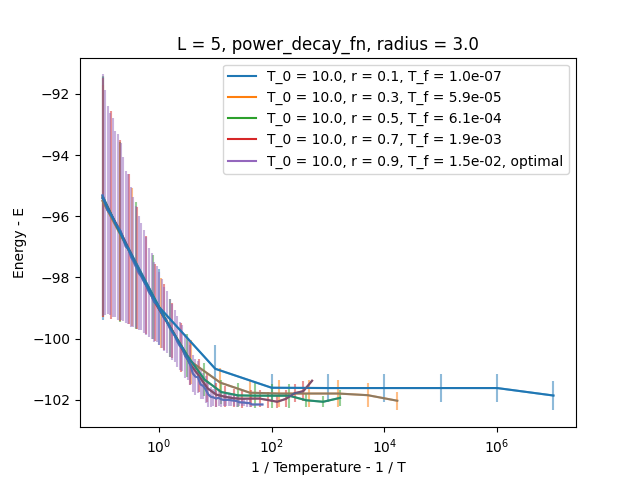 L = 5, power_decay_fn, radius = 3.0
T_0 = 10.0, r = 0.1, T_f = 1.0e-07
T_0 = 10.0, r = 0.3, T_f = 5.9e-05
T_0 = 10.0, r = 0.5, T_f = 6.1e-04
T_0 = 10.0, r = 0.7, T_f = 1.9e-03
T_0 = 10.0, r = 0.9, T_f = 1.5e-02, optimal
Energy - E
−92
−94
−96
−98
−100
−102
10⁰ 10² 10⁴ 10⁶
1 / Temperature - 1 / T